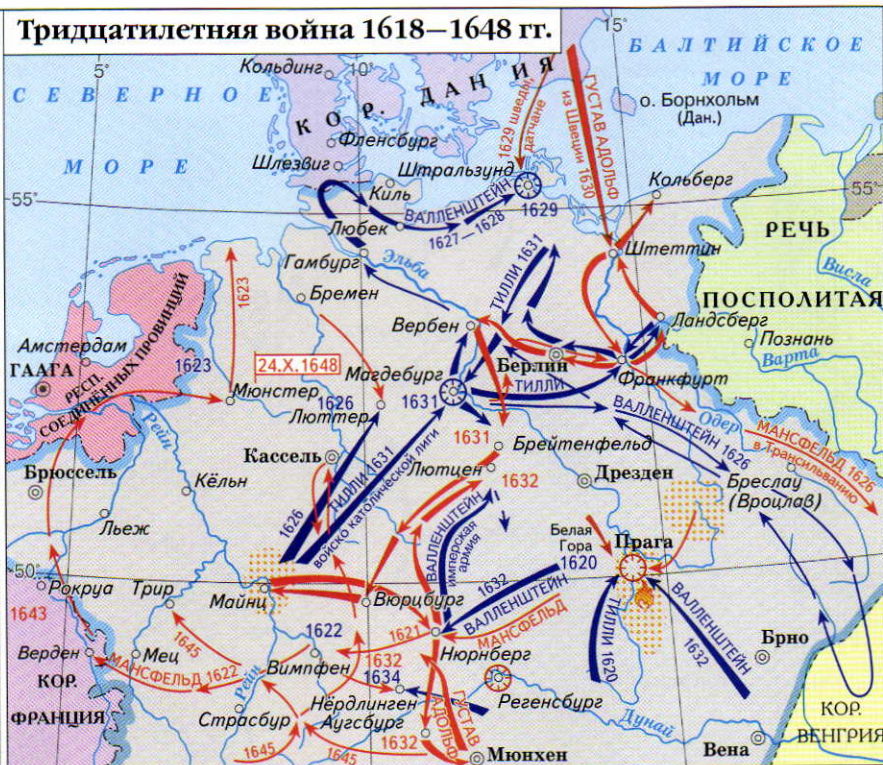 Тридцатилетняя война 1618—1648 гг.
5°
10°
15°
БАЛТИЙСКОЕ
МОРЕ
СЕВЕРНОЕ
МОРЕ
Кольдинг
КОР. ДАНИЯ
Фленсбург
Шлезвиг
1629 шведы,
датчане
ГУСТАВ АДОЛЬФ
из Швеции 1630
о. Борнхольм
(Дан.)
55°
55°
Штральзунд
Киль
ВАЛЛЕНШТЕЙН
1627—1628
1629
Кольберг
РЕЧЬ
ПОСПОЛИТАЯ
Висла
Любек
Гамбург
Эльба
Штеттин
ТИЛЛИ 1631
Бремен
1623
Вербен
Ландсберг
Познань
Варта
Амстердам
ГААГА
РЕСП.
СОЕДИНЕННЫХ ПРОВИНЦИЙ
1623
24.X.1648
Магдебург
Берлин
ТИЛЛИ
Франкфурт
Одер
Мюнстер
Люттер
1626
1631
ВАЛЛЕНШТЕЙН 1626
МАНСФЕЛЬД 1626
в Трансильванию
Рейн
Брюссель
Кёльн
Кассель
ТИЛЛИ 1631
войско католической лиги
1626
1631
Брейтенфельд
Лютцен
1632
Дрезден
Бреслау
(Вроцлав)
Льеж
ВАЛЛЕНШТЕЙН
имперская
армия
Белая
Гора
1620
Прага
50°
Рокруа
1643
Трир
Майнц
Вюрцбург
1632
ВАЛЛЕНШТЕЙН
МАНСФЕЛЬД
1621
ТИЛЛИ
1620
ВАЛЛЕНШТЕЙН
1632
Брно
Верден
Мец
1645
МАНСФЕЛЬД 1622
1622
Вимпфен
1632
1634
Нюрнберг
КОР.
ФРАНЦИЯ
Рейн
Страсбур
Нёрдлинген
Аугсбург
Регенсбург
ГУСТАВ
АДОЛЬФ
Дунай
КОР.
ВЕНГРИЯ
1645
1645
1632
Мюнхен
Вена